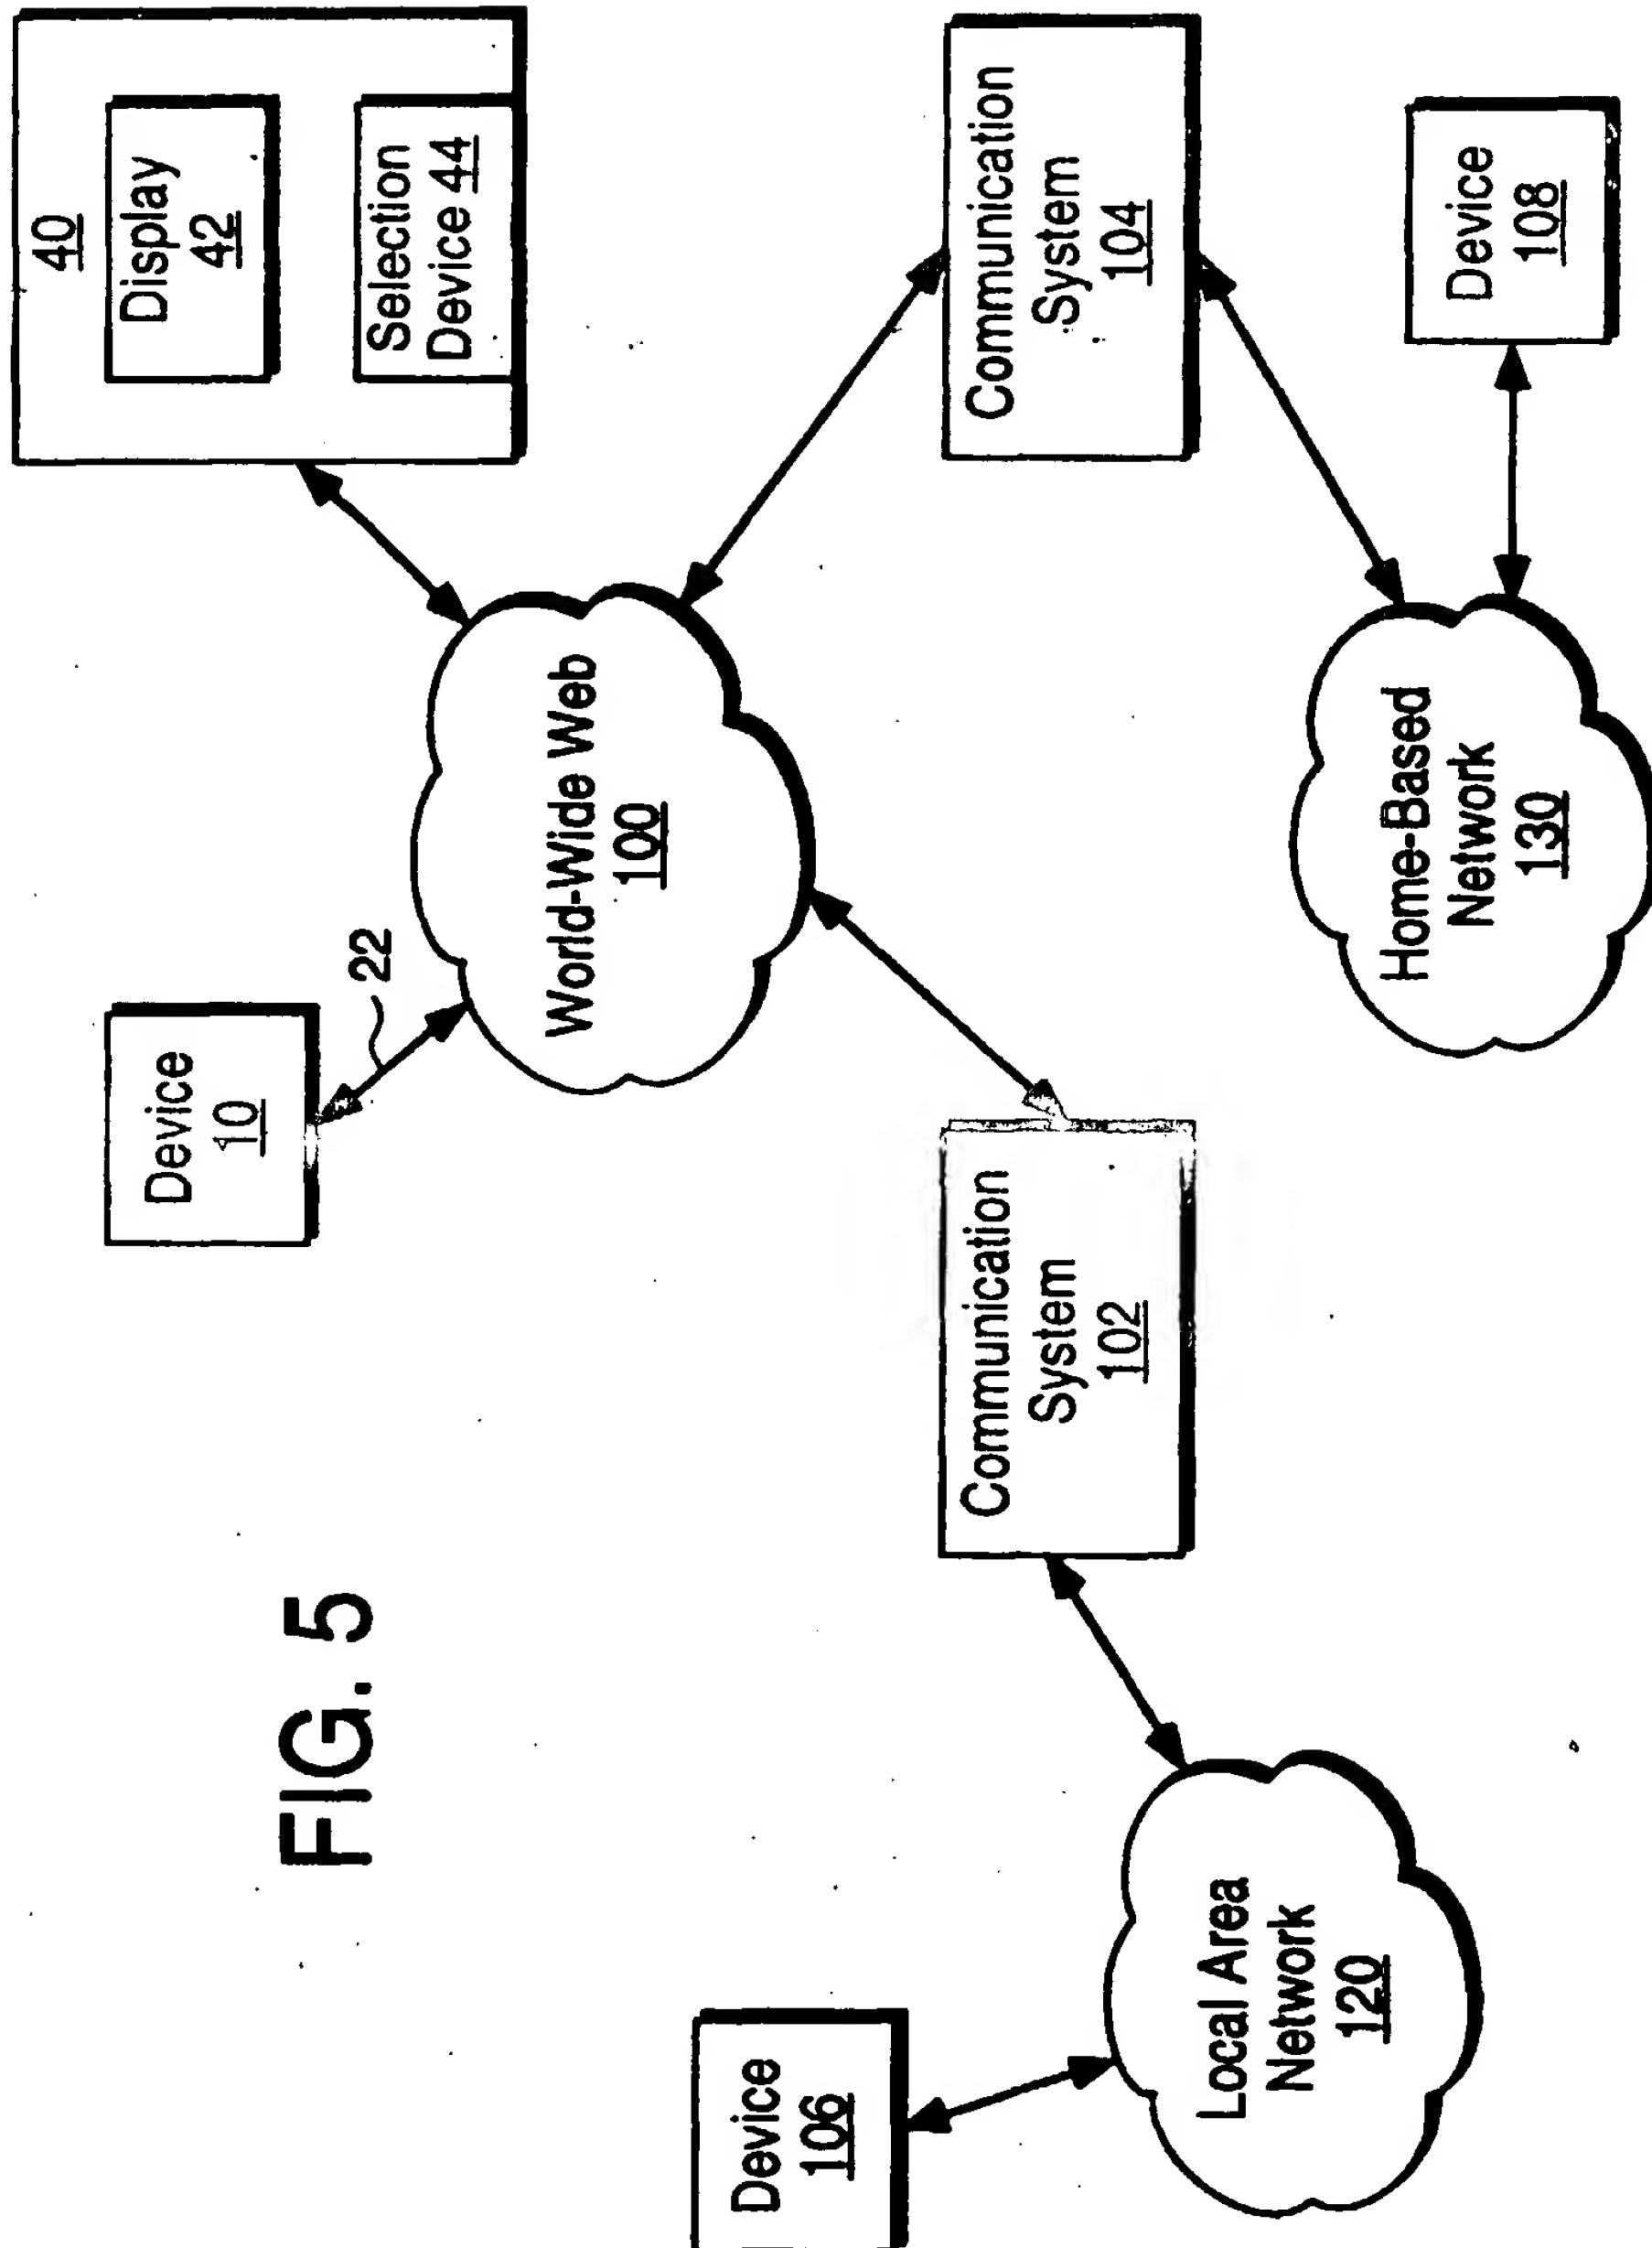 FIG. 5
Device
10
22
40
Display
42
Selection
Device 44
World-Wide Web
100
Device
106
Communication
System
102
Communication
System
104
Local Area
Network
120
Home-Based
Network
130
Device
108